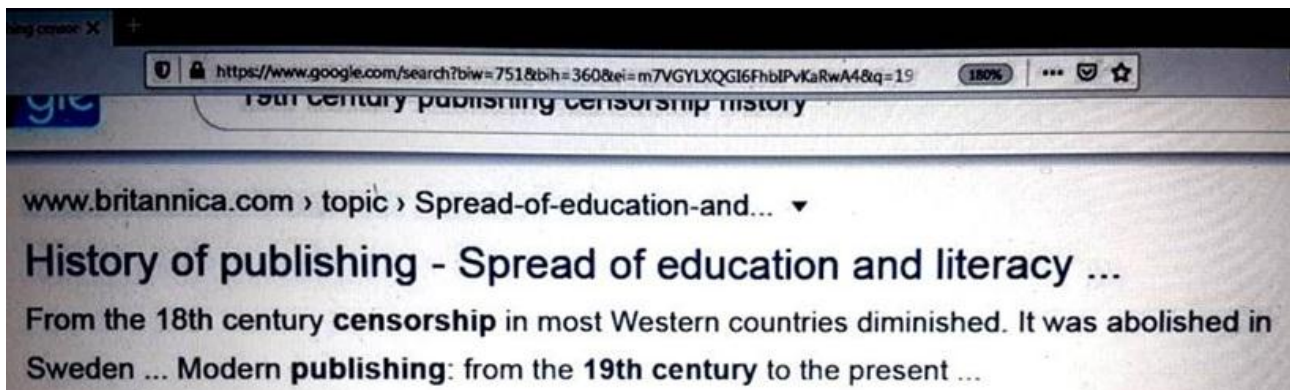 ing censor X +
https://www.google.com/search?biw=751&bih=360&ei=m7VGYLXQGI6FhbIPvKaRwA4&q=19 180% ...
gle 19th century publishing censorship history
www.britannica.com › topic › Spread-of-education-and... ▼
History of publishing - Spread of education and literacy ...
From the 18th century censorship in most Western countries diminished. It was abolished in
Sweden ... Modern publishing: from the 19th century to the present ...